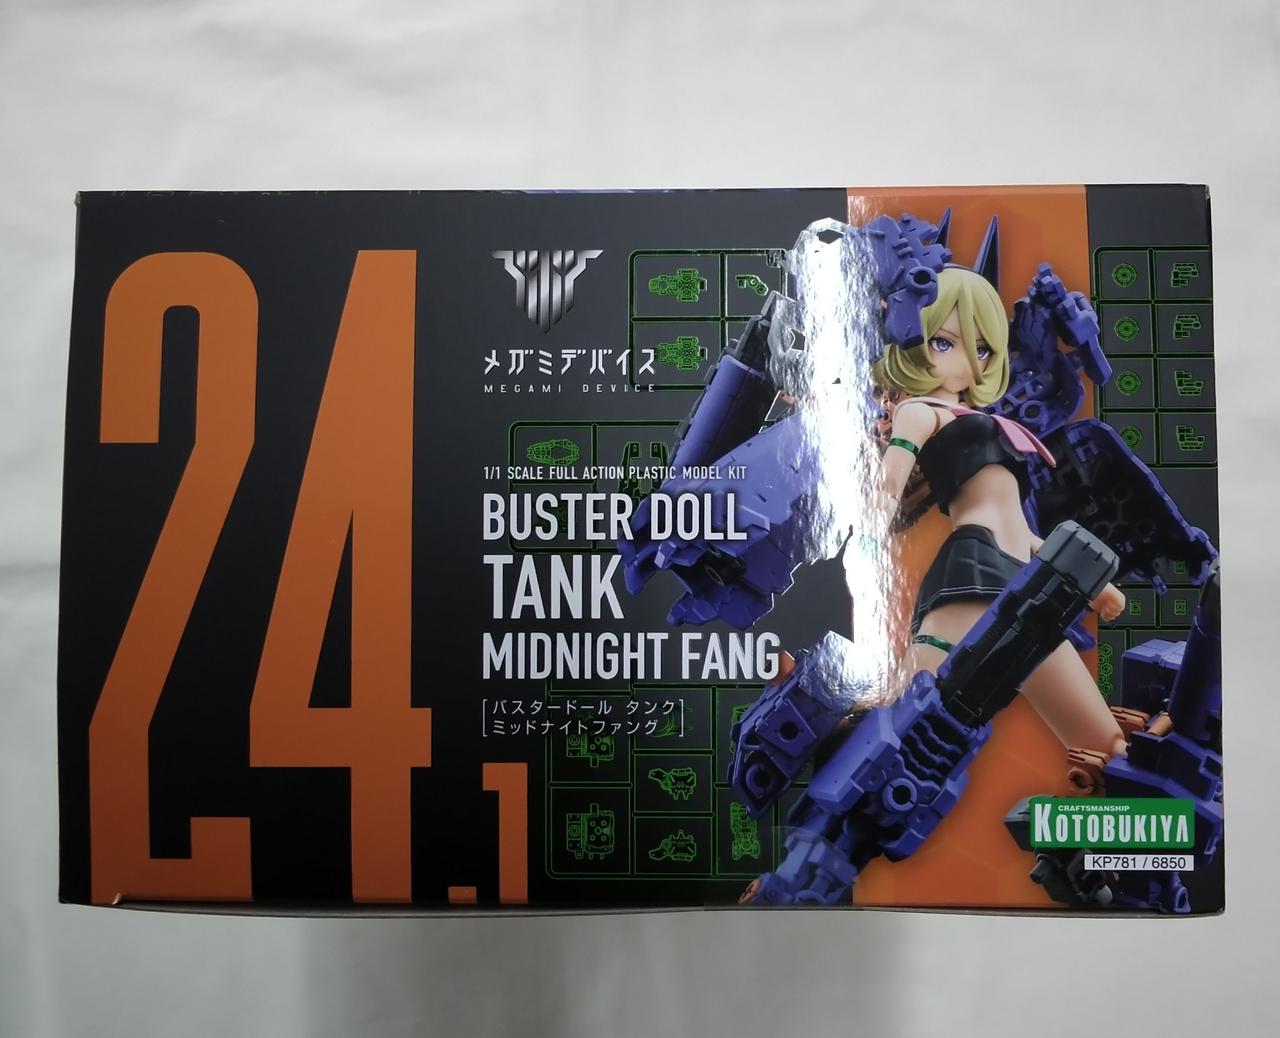 24.1
メガミデバイス
MEGAMI DEVICE
1/1 SCALE FULL ACTION PLASTIC MODEL KIT
BUSTER DOLL
TANK
MIDNIGHT FANG
[バスタードール タンク
ミッドナイトファング]
CRAFTSMANSHIP
KOTOBUKIYA
KP781 / 6850